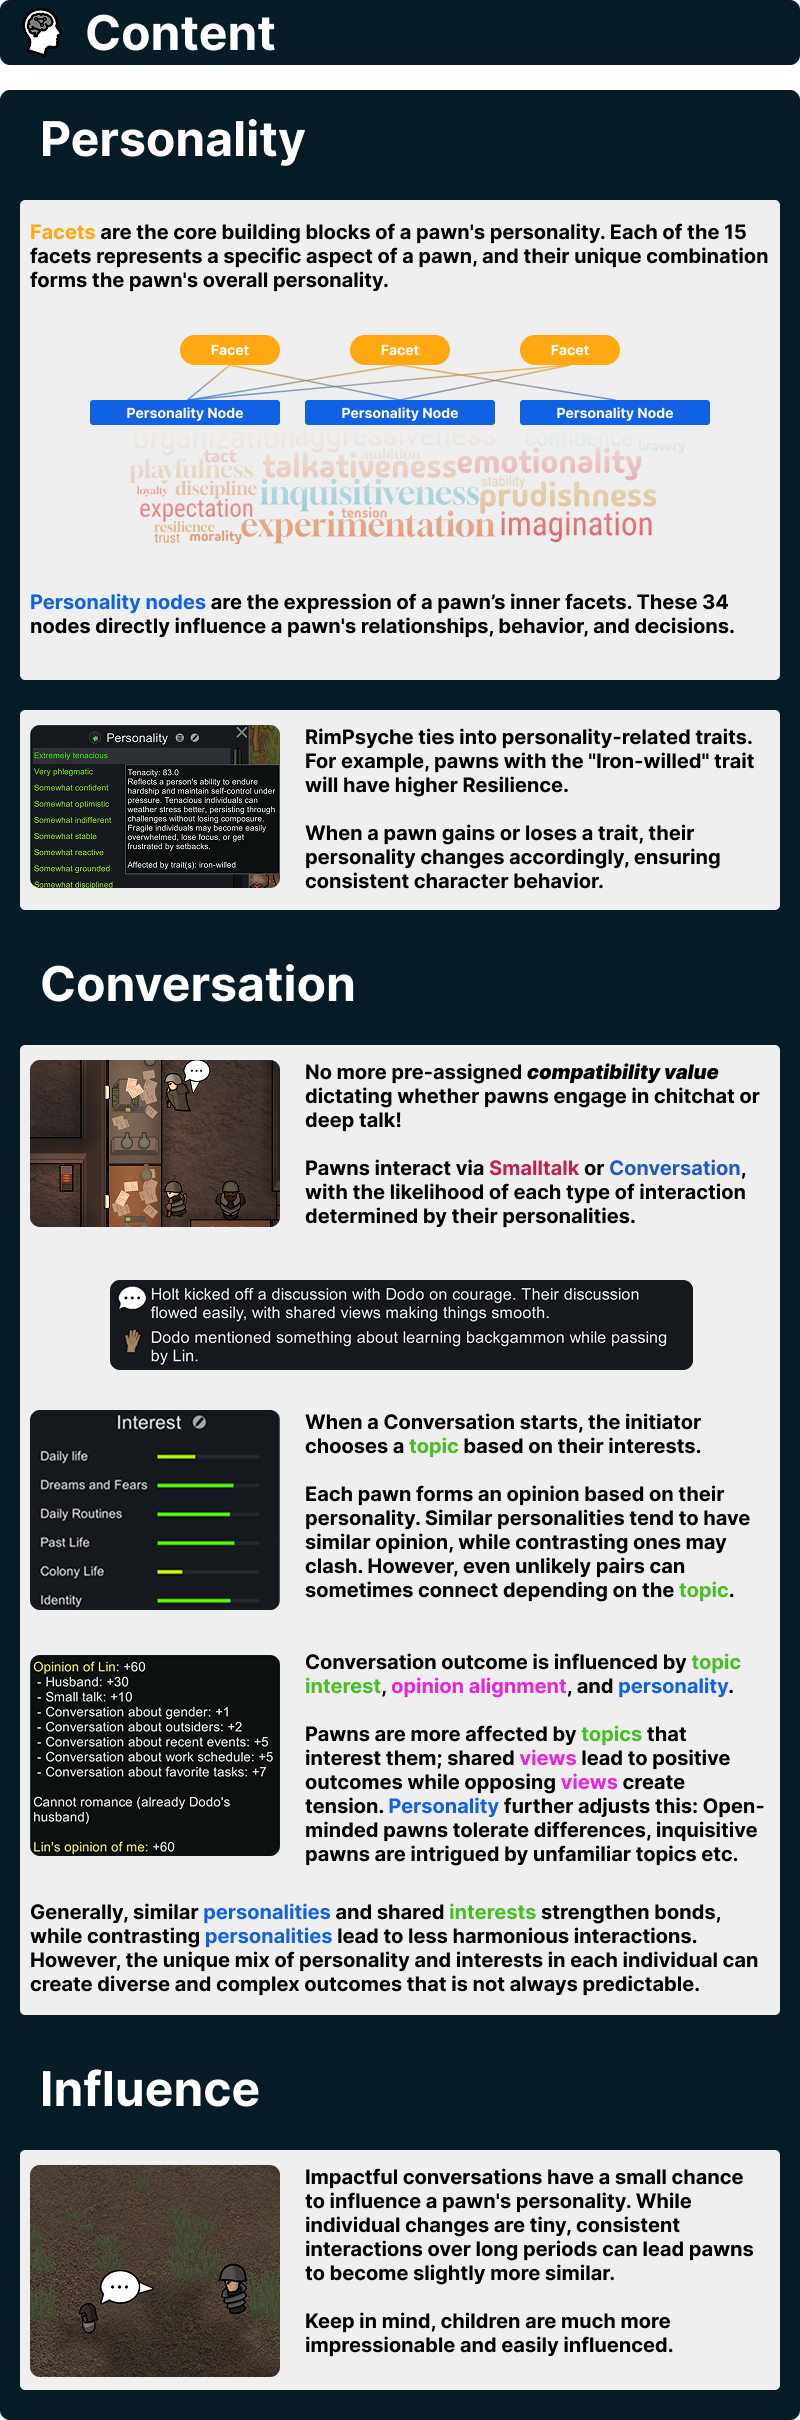 Content
Personality
Facets are the core building blocks of a pawn's personality. Each of the 15
facets represents a specific aspect of a pawn, and their unique combination
forms the pawn's overall personality.
Facet Facet Facet
Personality Node Personality Node Personality Node
organization aggressiveness confidence bravery
tact ambition
playfulness talkativeness emotionality
stability
loyalty discipline inquisitiveness prudishness
expectation tension
resilience experimentation imagination
trust morality
Personality nodes are the expression of a pawn’s inner facets. These 34
nodes directly influence a pawn's relationships, behavior, and decisions.
Personality
Extremely tenacious
Very phlegmatic
Somewhat confident
Somewhat optimistic
Somewhat indifferent
Somewhat stable
Somewhat reactive
Somewhat grounded
Somewhat disciplined
Tenacity: 83.0
Reflects a person's ability to endure
hardship and maintain self-control under
pressure. Tenacious individuals can
weather stress better, persisting through
challenges without losing composure.
Fragile individuals may become easily
overwhelmed, lose focus, or get
frustrated by setbacks.
Affected by trait(s): iron-willed
RimPsyche ties into personality-related traits.
For example, pawns with the "Iron-willed" trait
will have higher Resilience.
When a pawn gains or loses a trait, their
personality changes accordingly, ensuring
consistent character behavior.
Conversation
No more pre-assigned compatibility value
dictating whether pawns engage in chitchat or
deep talk!
Pawns interact via Smalltalk or Conversation,
with the likelihood of each type of interaction
determined by their personalities.
Holt kicked off a discussion with Dodo on courage. Their discussion
flowed easily, with shared views making things smooth.
Dodo mentioned something about learning backgammon while passing
by Lin.
Interest
Daily life
Dreams and Fears
Daily Routines
Past Life
Colony Life
Identity
When a Conversation starts, the initiator
chooses a topic based on their interests.
Each pawn forms an opinion based on their
personality. Similar personalities tend to have
similar opinion, while contrasting ones may
clash. However, even unlikely pairs can
sometimes connect depending on the topic.
Opinion of Lin: +60
- Husband: +30
- Small talk: +10
- Conversation about gender: +1
- Conversation about outsiders: +2
- Conversation about recent events: +5
- Conversation about work schedule: +5
- Conversation about favorite tasks: +7
Cannot romance (already Dodo's
husband)
Lin's opinion of me: +60
Conversation outcome is influenced by topic
interest, opinion alignment, and personality.
Pawns are more affected by topics that
interest them; shared views lead to positive
outcomes while opposing views create
tension. Personality further adjusts this: Open-
minded pawns tolerate differences, inquisitive
pawns are intrigued by unfamiliar topics etc.
Generally, similar personalities and shared interests strengthen bonds,
while contrasting personalities lead to less harmonious interactions.
However, the unique mix of personality and interests in each individual can
create diverse and complex outcomes that is not always predictable.
Influence
Impactful conversations have a small chance
to influence a pawn's personality. While
individual changes are tiny, consistent
interactions over long periods can lead pawns
to become slightly more similar.
Keep in mind, children are much more
impressionable and easily influenced.